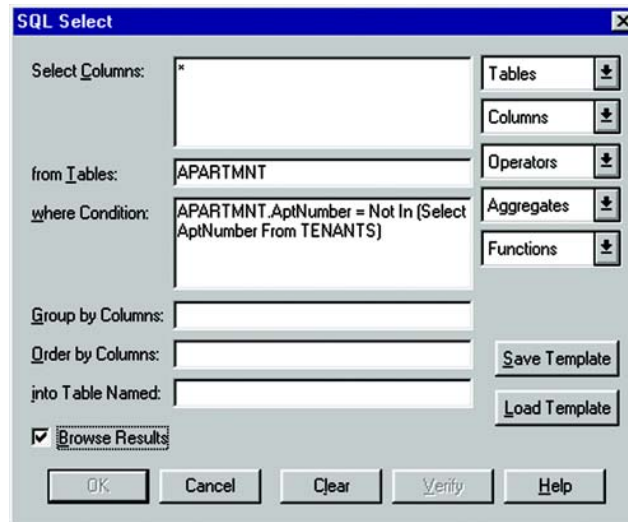 SQL Select
Select Columns:
*
Tables
Columns
from Tables:
APARTMNT
Operators
where Condition:
APARTMNT.AptNumber = Not In (Select
AptNumber From TENANTS)
Aggregates
Functions
Group by Columns:
Order by Columns:
Save Template
into Table Named:
Load Template
Browse Results
OK
Cancel
Clear
Verify
Help